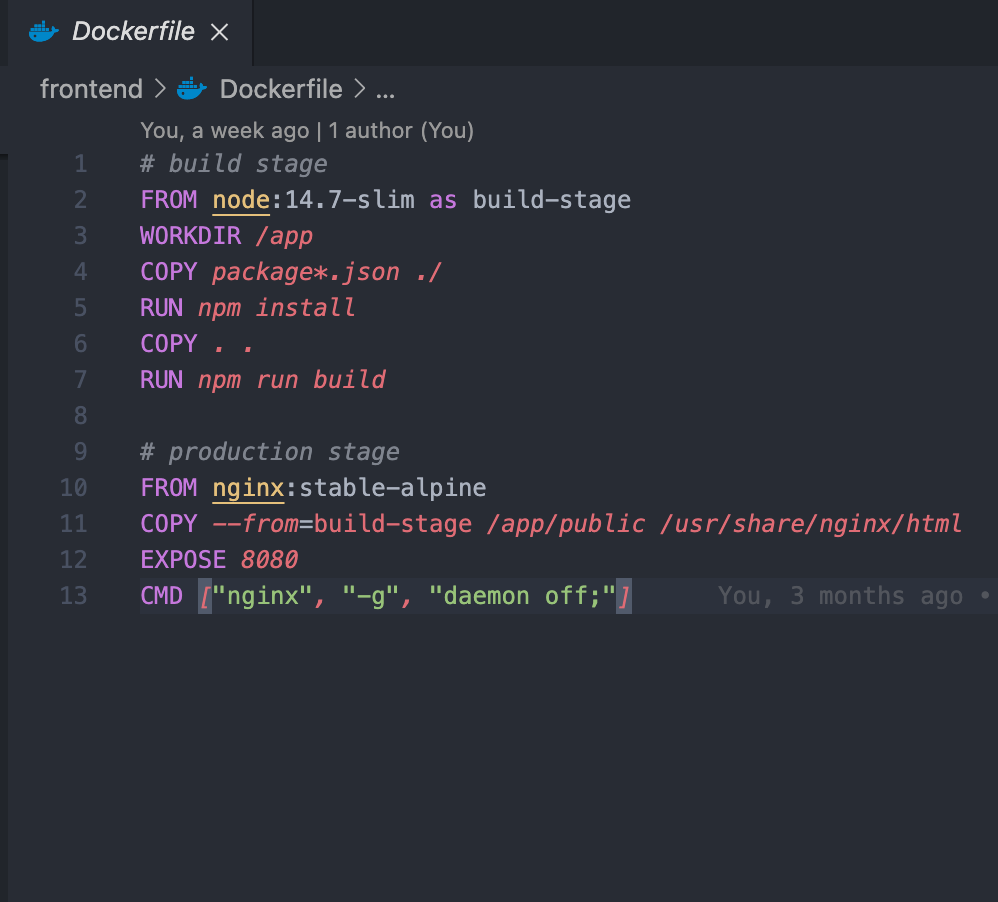 Dockerfile
frontend > Dockerfile > ...
You, a week ago | 1 author (You)
1 # build stage
2 FROM node:14.7-slim as build-stage
3 WORKDIR /app
4 COPY package*.json ./
5 RUN npm install
6 COPY . .
7 RUN npm run build
8
9 # production stage
10 FROM nginx:stable-alpine
11 COPY --from=build-stage /app/public /usr/share/nginx/html
12 EXPOSE 8080
13 CMD ["nginx", "-g", "daemon off;"] You, 3 months ago •